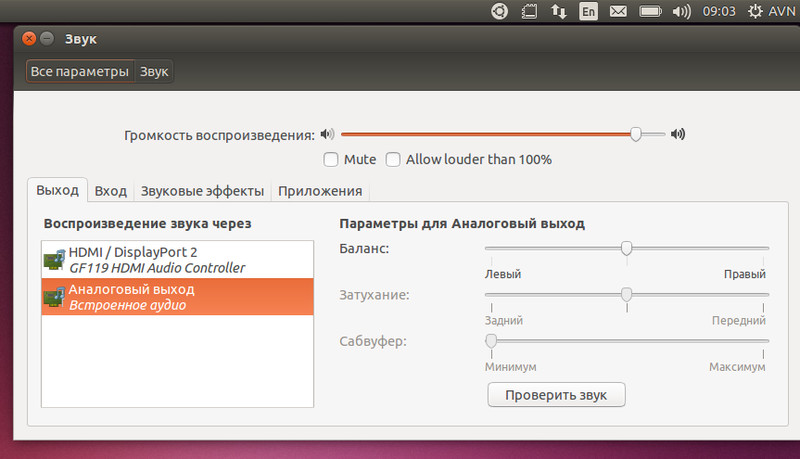 En 09:03 AVN
Звук
Все параметры Звук
Громкость воспроизведения:
Mute Allow louder than 100%
Выход Вход Звуковые эффекты Приложения
Воспроизведение звука через
HDMI / DisplayPort 2
GF119 HDMI Audio Controller
Аналоговый выход
Встроенное аудио
Параметры для Аналоговый выход
Баланс:
Левый Правый
Затухание:
Задний Передний
Сабвуфер:
Минимум Максимум
Проверить звук